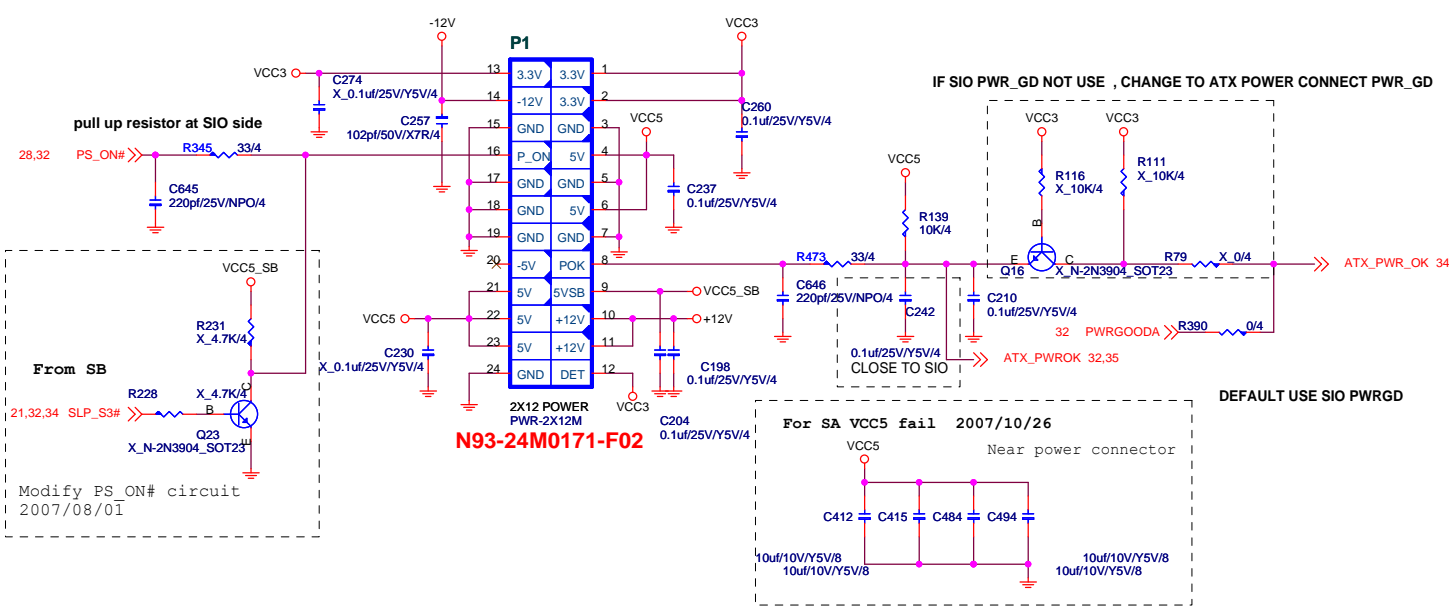 -12V
VCC3
P1
VCC3
C274
X_0.1uf/25V/Y5V/4
13
3.3V
3.3V
1
14
-12V
3.3V
2
15
GND
GND
3
16
P_ON
5V
4
17
GND
GND
5
18
GND
5V
6
19
GND
GND
7
20
-5V
POK
8
21
5V
5VSB
9
22
5V
+12V
10
23
5V
+12V
11
24
GND
DET
12
C257
102pf/50V/X7R/4
C260
0.1uf/25V/Y5V/4
VCC5
C237
0.1uf/25V/Y5V/4
pull up resistor at SIO side
28,32
PS_ON#
R345
33/4
C645
220pf/25V/NPO/4
VCC5_SB
R231
X_4.7K/4
From SB
R228
X_4.7K/4
21,32,34
SLP_S3#
B
C
E
Q23
X_N-2N3904_SOT23
Modify PS_ON# circuit
2007/08/01
VCC5
C230
X_0.1uf/25V/Y5V/4
VCC5_SB
+12V
C198
0.1uf/25V/Y5V/4
VCC3
C204
0.1uf/25V/Y5V/4
2X12 POWER
PWR-2X12M
N93-24M0171-F02
IF SIO PWR_GD NOT USE , CHANGE TO ATX POWER CONNECT PWR_GD
VCC3
VCC3
R116
X_10K/4
R111
X_10K/4
VCC5
R139
10K/4
B
E
C
Q16
X_N-2N3904_SOT23
R79
X_0/4
ATX_PWR_OK 34
R473
33/4
C646
220pf/25V/NPO/4
C242
0.1uf/25V/Y5V/4
CLOSE TO SIO
C210
0.1uf/25V/Y5V/4
32
PWRGOODA
R390
0/4
ATX_PWROK 32,35
DEFAULT USE SIO PWRGD
For SA VCC5 fail 2007/10/26
VCC5
Near power connector
C412
C415
C484
C494
10uf/10V/Y5V/8
10uf/10V/Y5V/8
10uf/10V/Y5V/8
10uf/10V/Y5V/8